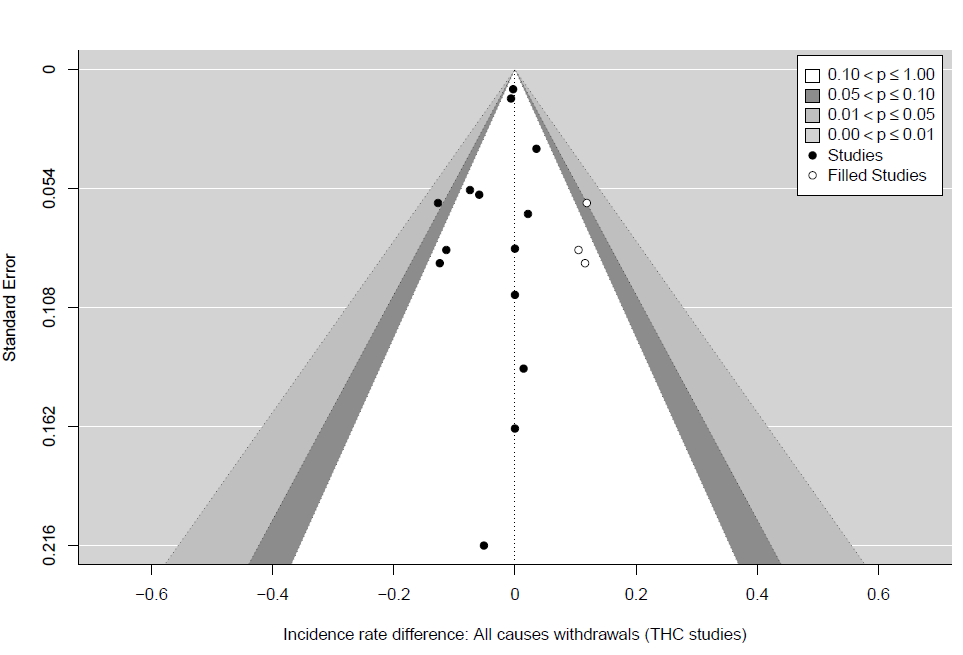 0.10 < p ≤ 1.00
0.05 < p ≤ 0.10
0.01 < p ≤ 0.05
0.00 < p ≤ 0.01
Studies
Filled Studies
Standard Error
0
0.054
0.108
0.162
0.216
−0.6 −0.4 −0.2 0 0.2 0.4 0.6
Incidence rate difference: All causes withdrawals (THC studies)